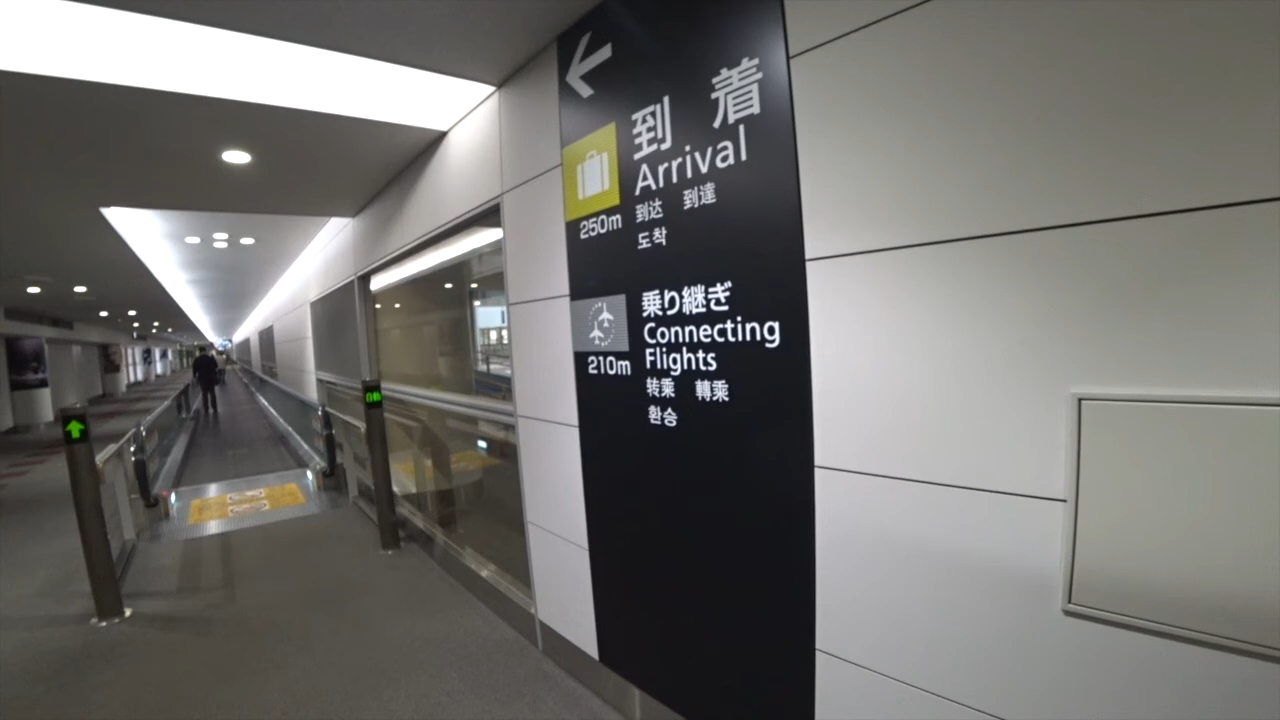 到着
Arrival
250m
到达 到達
도착
乗り継ぎ
Connecting
Flights
210m
转乘 轉乘
환승